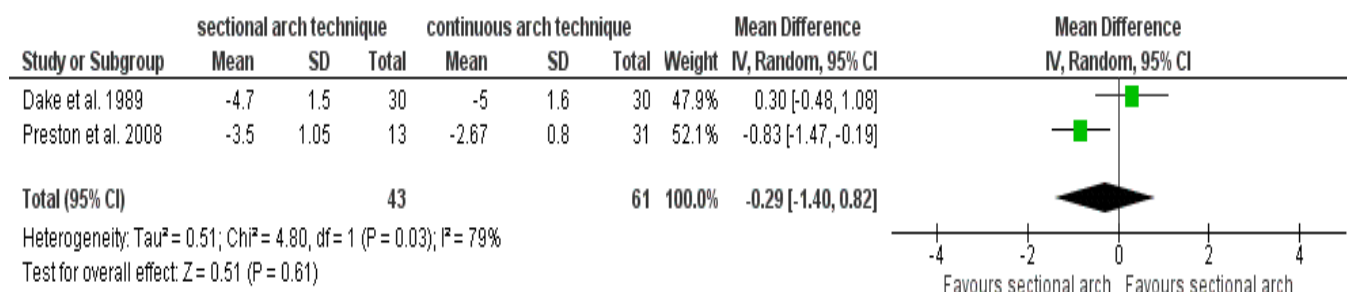 sectional arch technique continuous arch technique Mean Difference Mean Difference
Study or Subgroup Mean SD Total Mean SD Total Weight IV, Random, 95% CI IV, Random, 95% CI
Dake et al. 1989 -4.7 1.5 30 -5 1.6 30 47.9% 0.30 [-0.48, 1.08]
Preston et al. 2008 -3.5 1.05 13 -2.67 0.8 31 52.1% -0.83 [-1.47, -0.19]
Total (95% CI) 43 61 100.0% -0.29 [-1.40, 0.82]
Heterogeneity: Tau² = 0.51; Chi² = 4.80, df = 1 (P = 0.03); I² = 79%
Test for overall effect: Z = 0.51 (P = 0.61)
-4 -2 0 2 4
Favours sectional arch Favours sectional arch